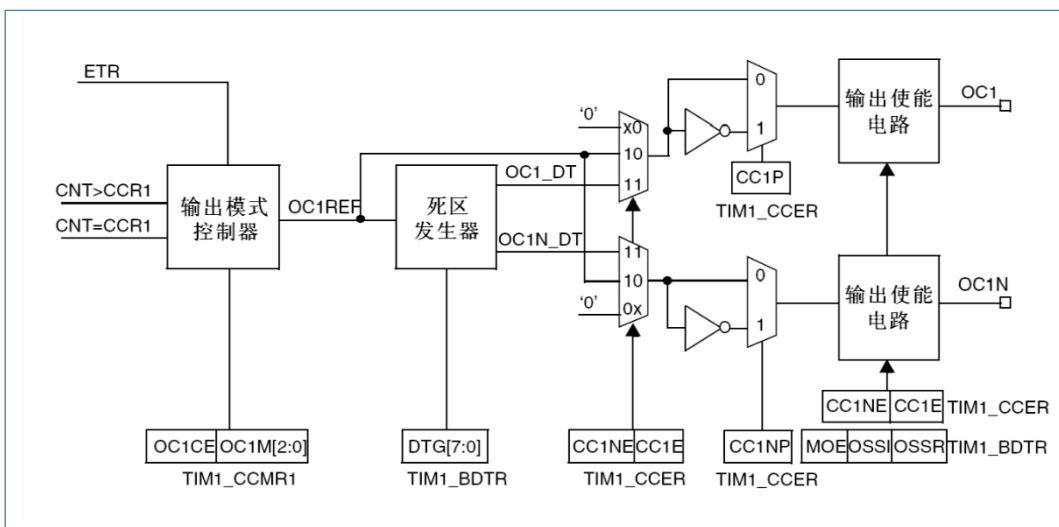 ETR
CNT>CCR1
CNT=CCR1
输出模式
控制器
OC1REF
死区
发生器
OC1_DT
OC1N_DT
‘0’
x0
10
11
11
10
‘0’
0x
0
1
CC1P
TIM1_CCER
0
1
输出使能
电路
OC1
输出使能
电路
OC1N
OC1CE OC1M[2:0]
TIM1_CCMR1
DTG[7:0]
TIM1_BDTR
CC1NE CC1E
TIM1_CCER
CC1NP
TIM1_CCER
CC1NE CC1E TIM1_CCER
MOE OSSI OSSR TIM1_BDTR